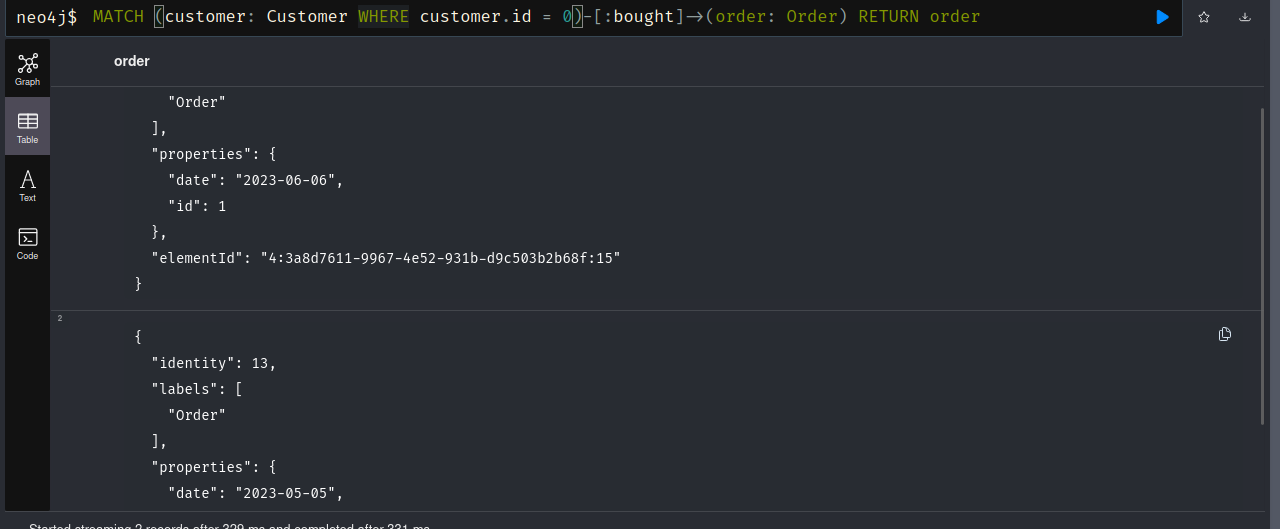 neo4j$ MATCH (customer: Customer WHERE customer.id = 0)-[:bought]->(order: Order) RETURN order
Graph
Table
Text
Code
order
"Order"
],
"properties": {
"date": "2023-06-06",
"id": 1
},
"elementId": "4:3a8d7611-9967-4e52-931b-d9c503b2b68f:15"
}
2
{
"identity": 13,
"labels": [
"Order"
],
"properties": {
"date": "2023-05-05",
Started streaming 2 records after 329 ms and completed after 331 ms.